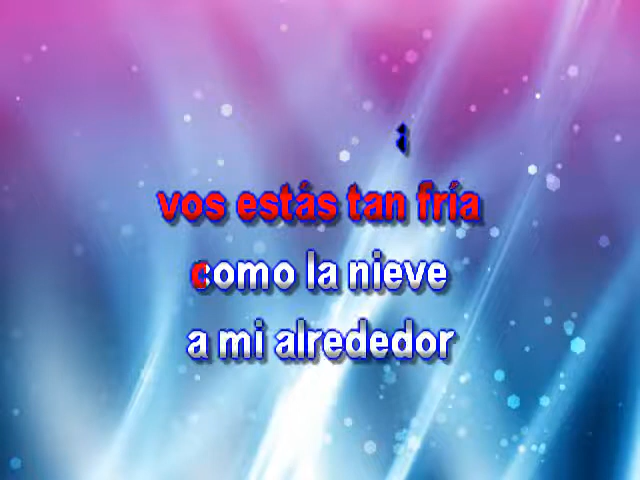 vos estás tan fría
como la nieve
a mi alrededor